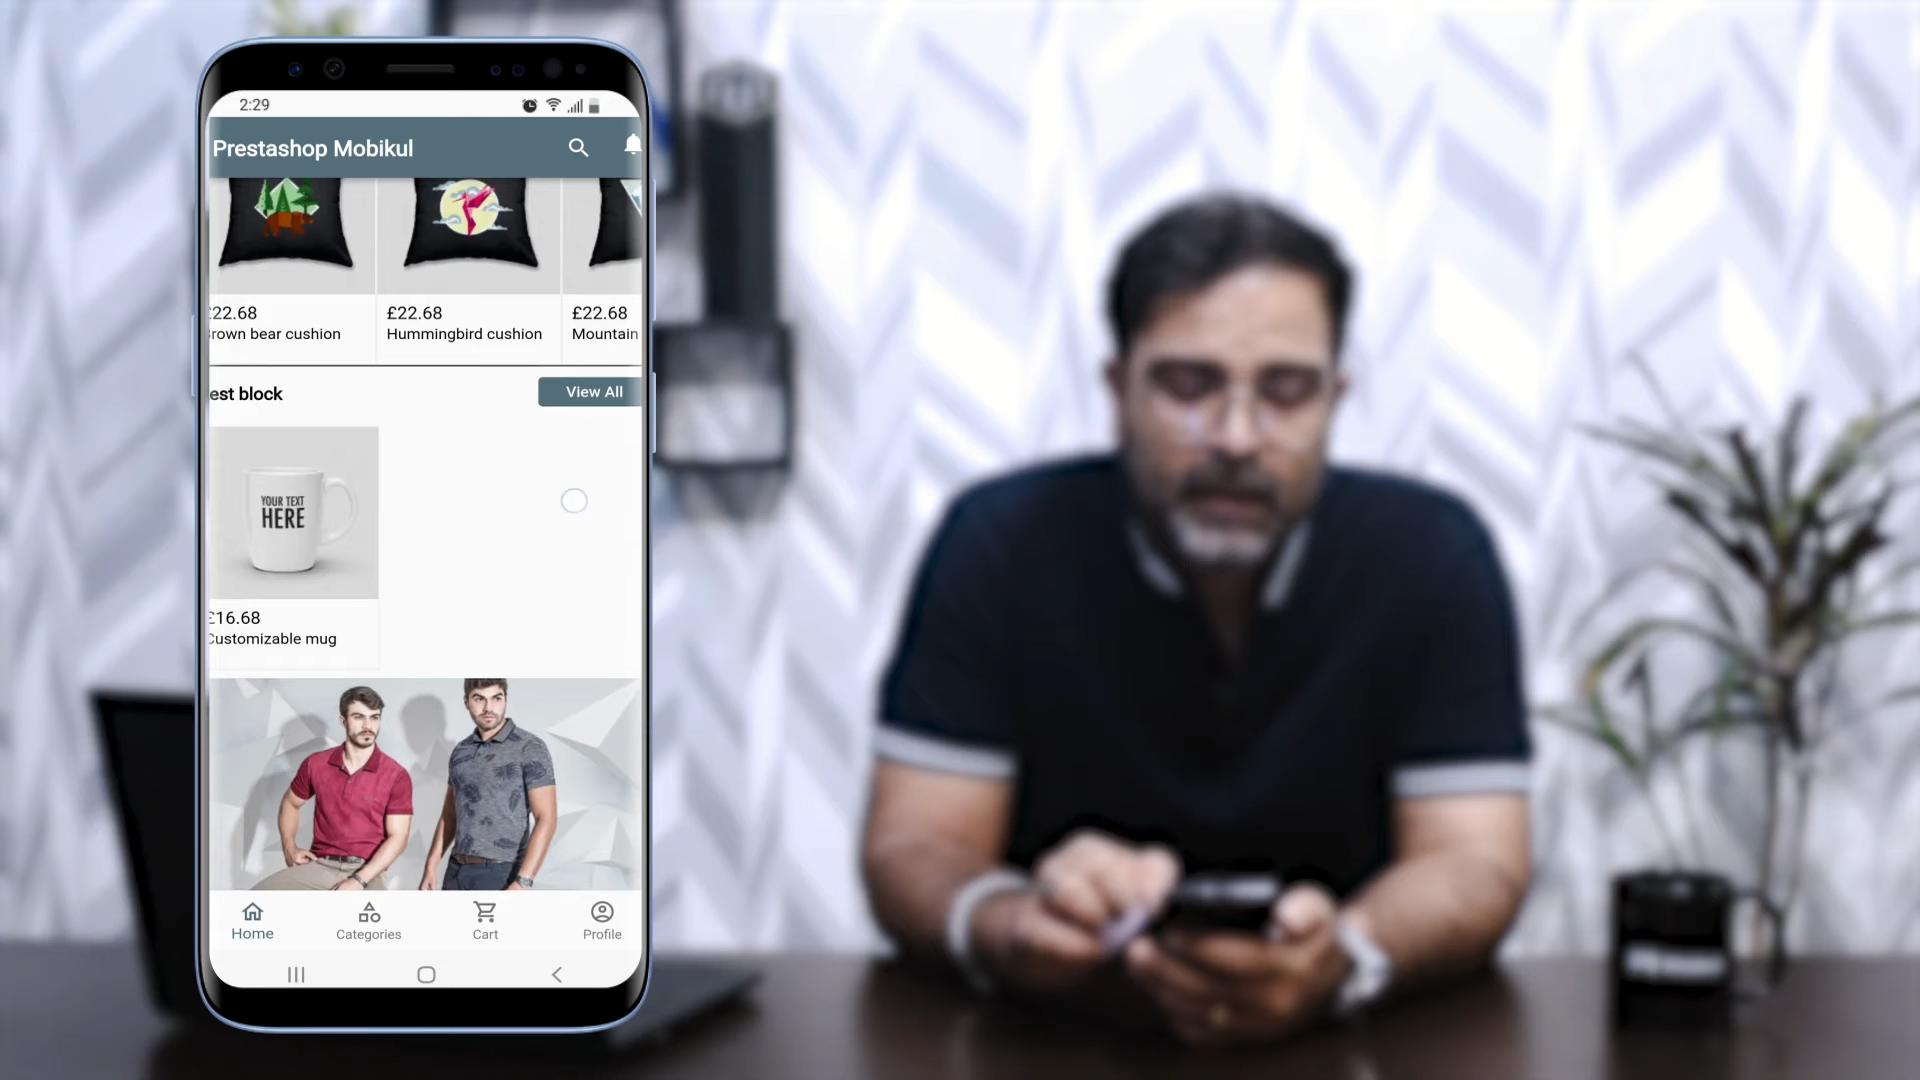 2:29
Prestashop Mobikul
£22.68
£22.68
£22.68
rown bear cushion
Hummingbird cushion
Mountain
est block
View All
YOUR TEXT
HERE
£16.68
Customizable mug
Home
Categories
Cart
Profile